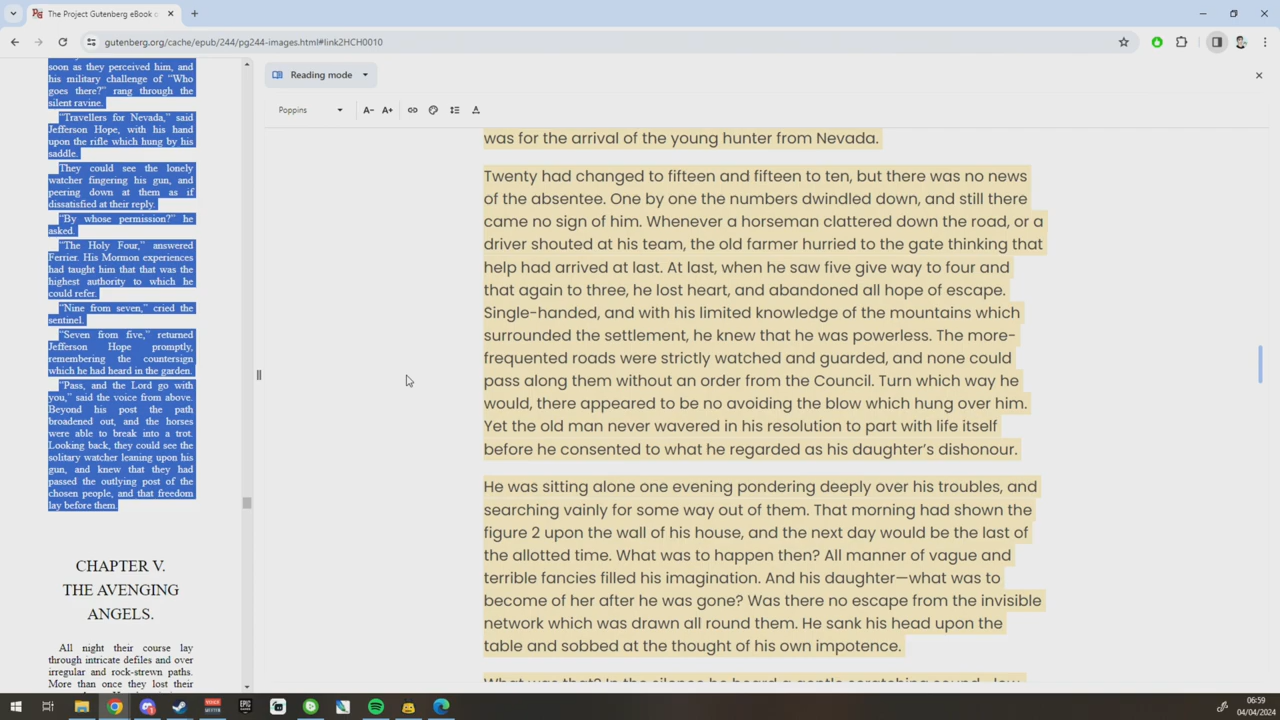 The Project Gutenberg eBook o
gutenberg.org/cache/epub/244/pg244-images.html#link2HCH0010
soon as they perceived him, and
his military challenge of "Who
goes there?" rang through the
silent ravine.
"Travellers for Nevada," said
Jefferson Hope, with his hand
upon the rifle which hung by his
saddle.
They could see the lonely
watcher fingering his gun, and
peering down at them as if
dissatisfied at their reply.
"By whose permission?" he
asked.
"The Holy Four," answered
Ferrier. His Mormon experiences
had taught him that that was the
highest authority to which he
could refer.
"Nine from seven," cried the
sentinel.
"Seven from five," returned
Jefferson Hope promptly,
remembering the countersign
which he had heard in the garden.
"Pass, and the Lord go with
you," said the voice from above.
Beyond his post the path
broadened out, and the horses
were able to break into a trot.
Looking back, they could see the
solitary watcher leaning upon his
gun, and knew that they had
passed the outlying post of the
chosen people, and that freedom
lay before them.
CHAPTER V.
THE AVENGING
ANGELS.
All night their course lay
through intricate defiles and over
irregular and rock-strewn paths.
More than once they lost their
Reading mode
Poppins
A- A+
was for the arrival of the young hunter from Nevada.
Twenty had changed to fifteen and fifteen to ten, but there was no news
of the absentee. One by one the numbers dwindled down, and still there
came no sign of him. Whenever a horseman clattered down the road, or a
driver shouted at his team, the old farmer hurried to the gate thinking that
help had arrived at last. At last, when he saw five give way to four and
that again to three, he lost heart, and abandoned all hope of escape.
Single-handed, and with his limited knowledge of the mountains which
surrounded the settlement, he knew that he was powerless. The more-
frequented roads were strictly watched and guarded, and none could
pass along them without an order from the Council. Turn which way he
would, there appeared to be no avoiding the blow which hung over him.
Yet the old man never wavered in his resolution to part with life itself
before he consented to what he regarded as his daughter's dishonour.
He was sitting alone one evening pondering deeply over his troubles, and
searching vainly for some way out of them. That morning had shown the
figure 2 upon the wall of his house, and the next day would be the last of
the allotted time. What was to happen then? All manner of vague and
terrible fancies filled his imagination. And his daughter—what was to
become of her after he was gone? Was there no escape from the invisible
network which was drawn all round them. He sank his head upon the
table and sobbed at the thought of his own impotence.
06:59
04/04/2024